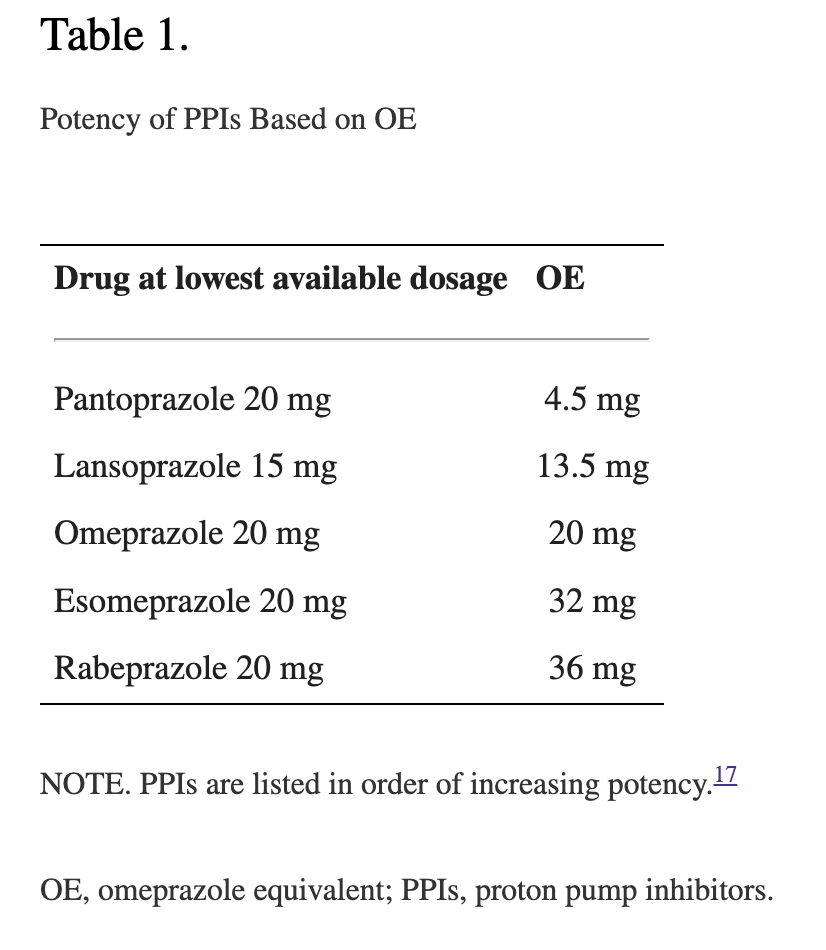 Table 1.
Potency of PPIs Based on OE
Drug at lowest available dosage OE
Pantoprazole 20 mg 4.5 mg
Lansoprazole 15 mg 13.5 mg
Omeprazole 20 mg 20 mg
Esomeprazole 20 mg 32 mg
Rabeprazole 20 mg 36 mg
NOTE. PPIs are listed in order of increasing potency.17
OE, omeprazole equivalent; PPIs, proton pump inhibitors.